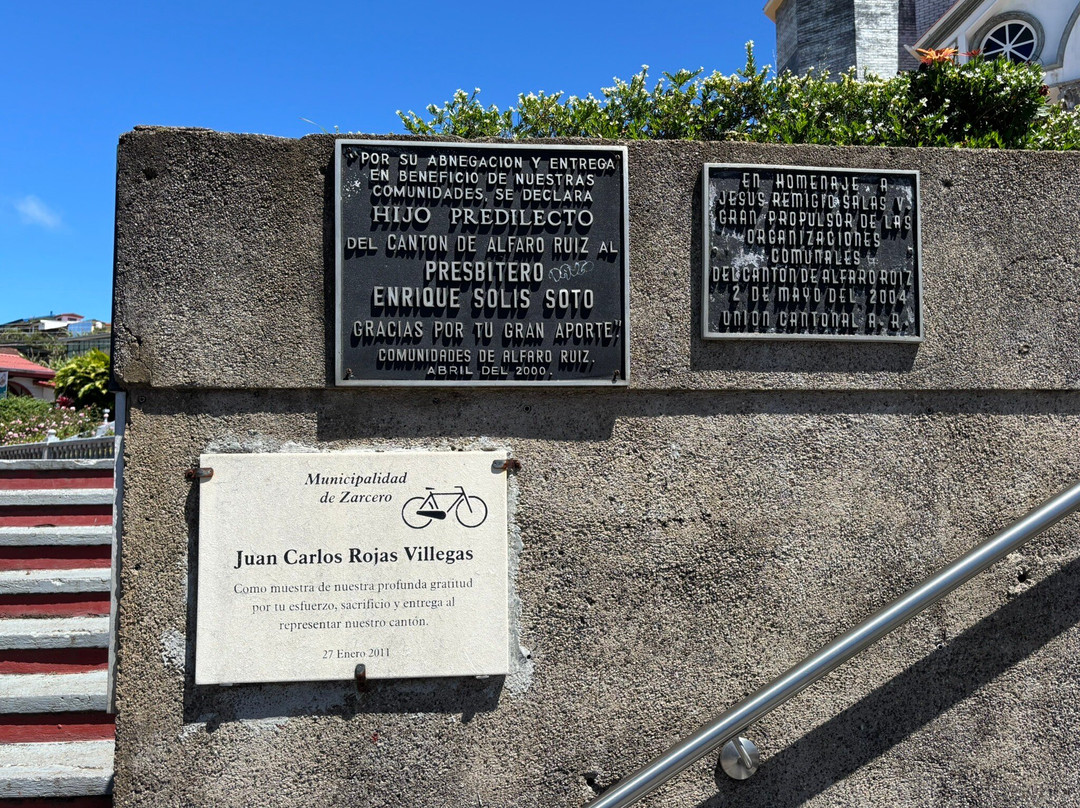 "POR SU ABNEGACION Y ENTREGA
EN BENEFICIO DE NUESTRAS
COMUNIDADES, SE DECLARA
HIJO PREDILECTO
DEL CANTON DE ALFARO RUIZ AL
PRESBITERO
ENRIQUE SOLIS SOTO
GRACIAS POR TU GRAN APORTE"
COMUNIDADES DE ALFARO RUIZ.
ABRIL DEL 2000.
EN HOMENAJE A
JESUS REMIGIO SALAS V.
GRAN PROPULSOR DE LAS
ORGANIZACIONES
COMUNALES
DEL CANTON DE ALFARO RUIZ
2 DE MAYO DEL 2004
UNION CANTONAL A. R.
Municipalidad
de Zarcero
Juan Carlos Rojas Villegas
Como muestra de nuestra profunda gratitud
por tu esfuerzo, sacrificio y entrega al
representar nuestro cantón.
27 Enero 2011